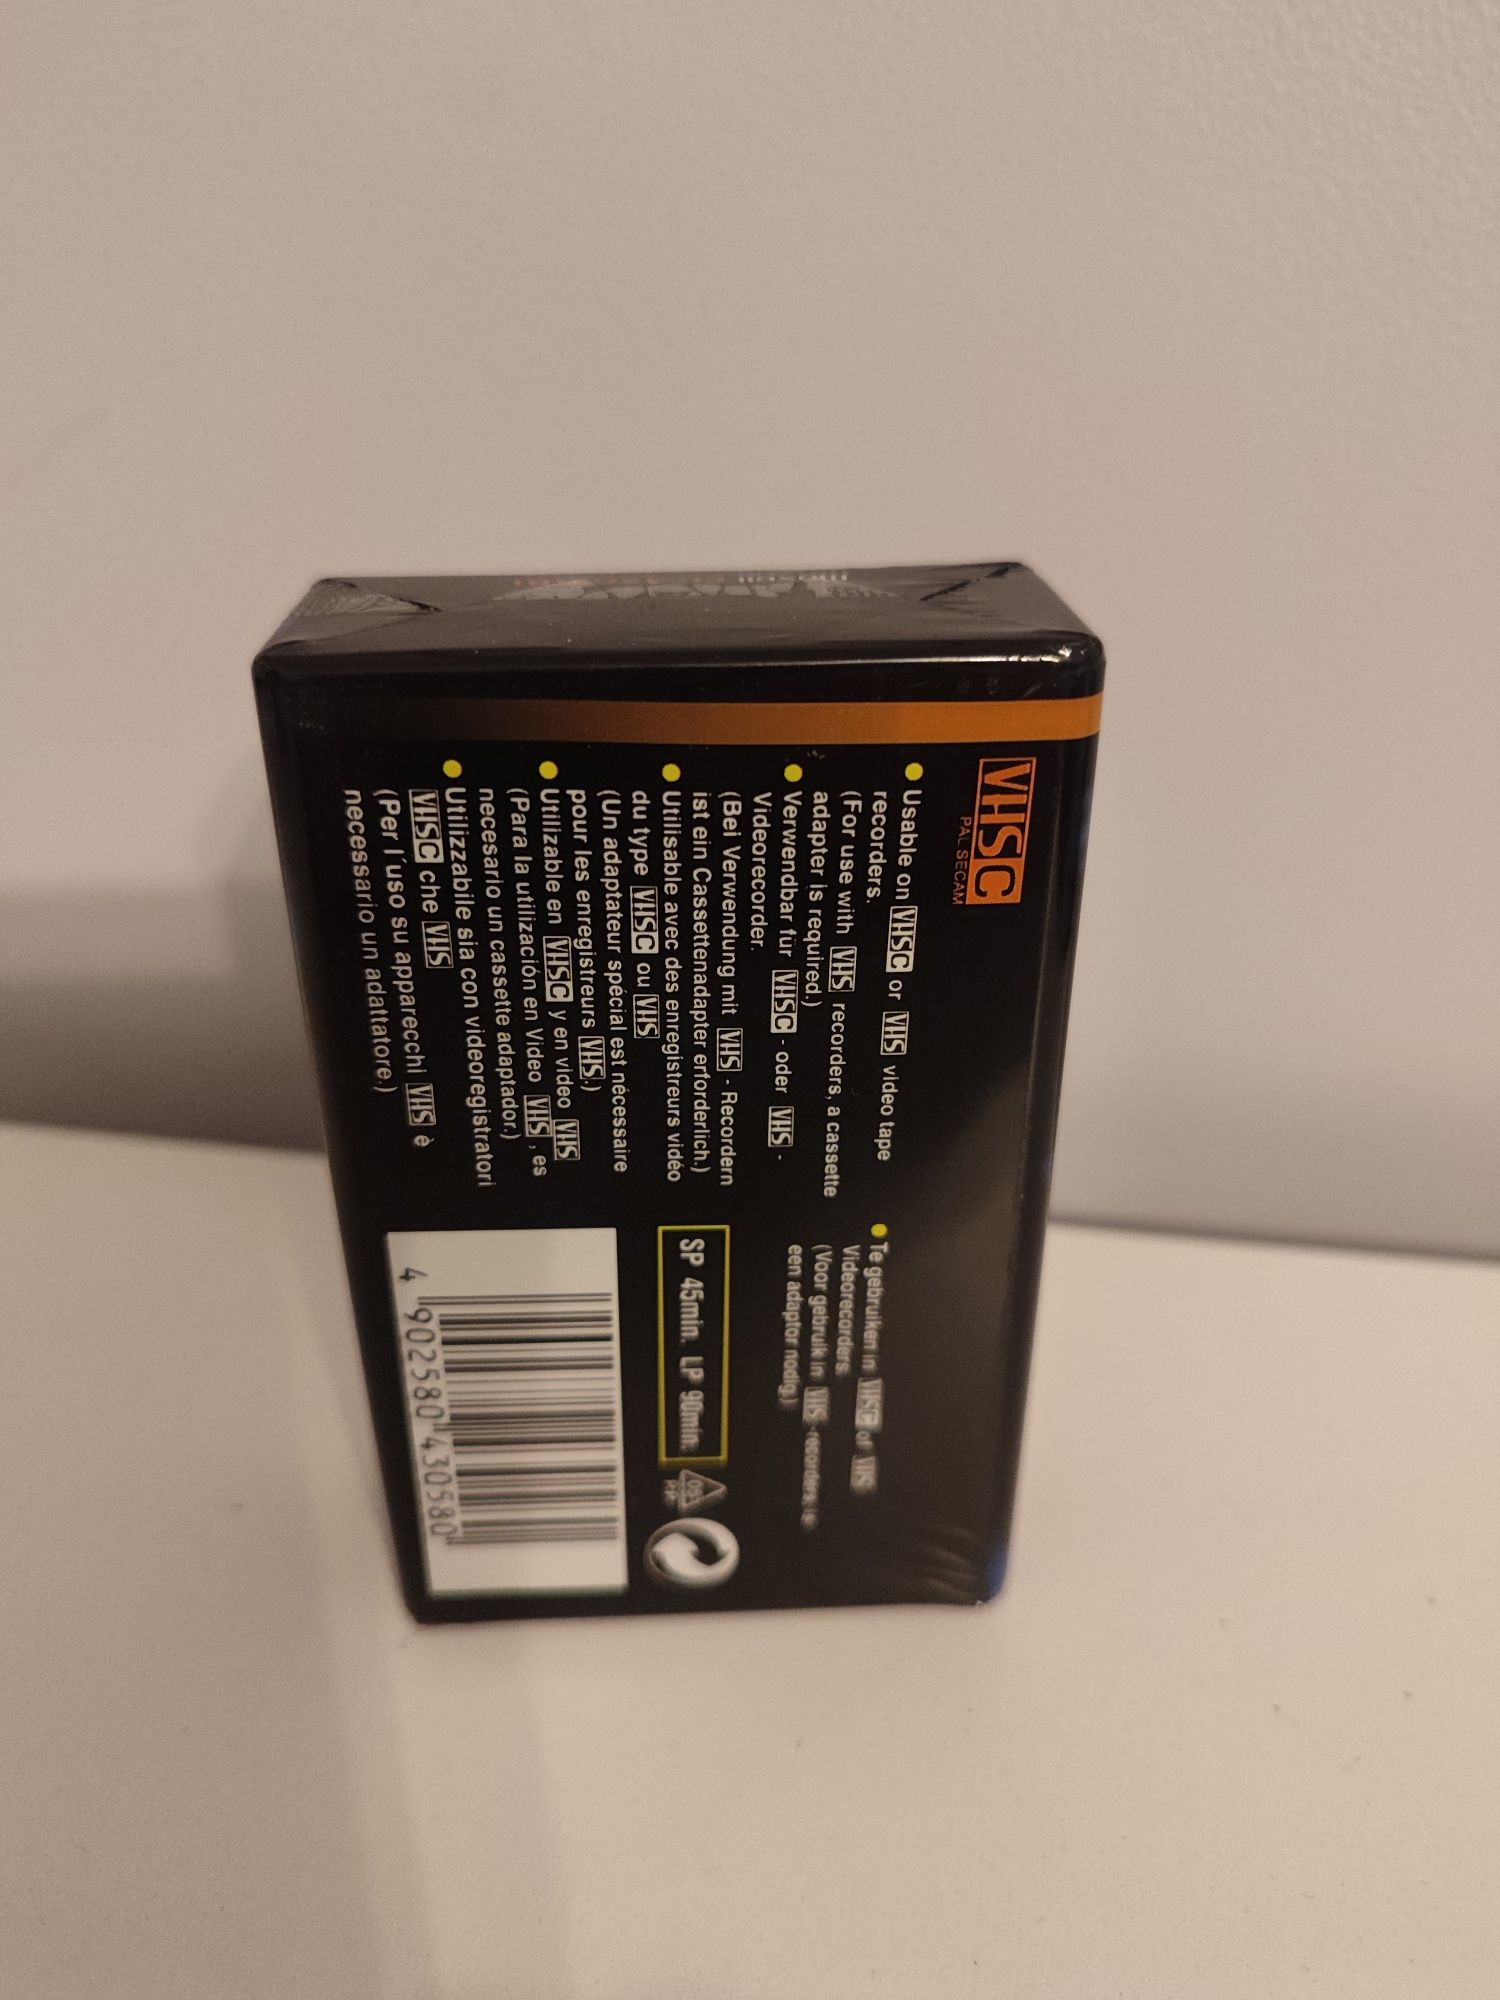 VHSC
PAL SECAM
Usable on VHSC or VHS video tape
recorders.
(For use with VHS recorders, a cassette
adapter is required.)
Verwendbar für VHSC - oder VHS -
Videorecorder.
(Bei Verwendung mit VHS - Recordern
ist ein Cassettenadapter erforderlich.)
Utilisable avec des enregistreurs vidéo
du type VHSC ou VHS
(Un adaptateur spécial est nécessaire
pour les enregistreurs VHS.)
Utilizable en VHSC y en video VHS
(Para la utilización en Video VHS, es
necesario un cassette adaptador.)
Utilizzabile sia con videoregistratori
VHSC che VHS
(Per l'uso su apparecchi VHS è
necessario un adattatore.)
Te gebruiken in VHSC of VHS
Videorecorders.
(Voor gebruik in VHS-recorders is
een adaptor nodig.)
SP 45min. LP 90min.
PP
4 902580 430580